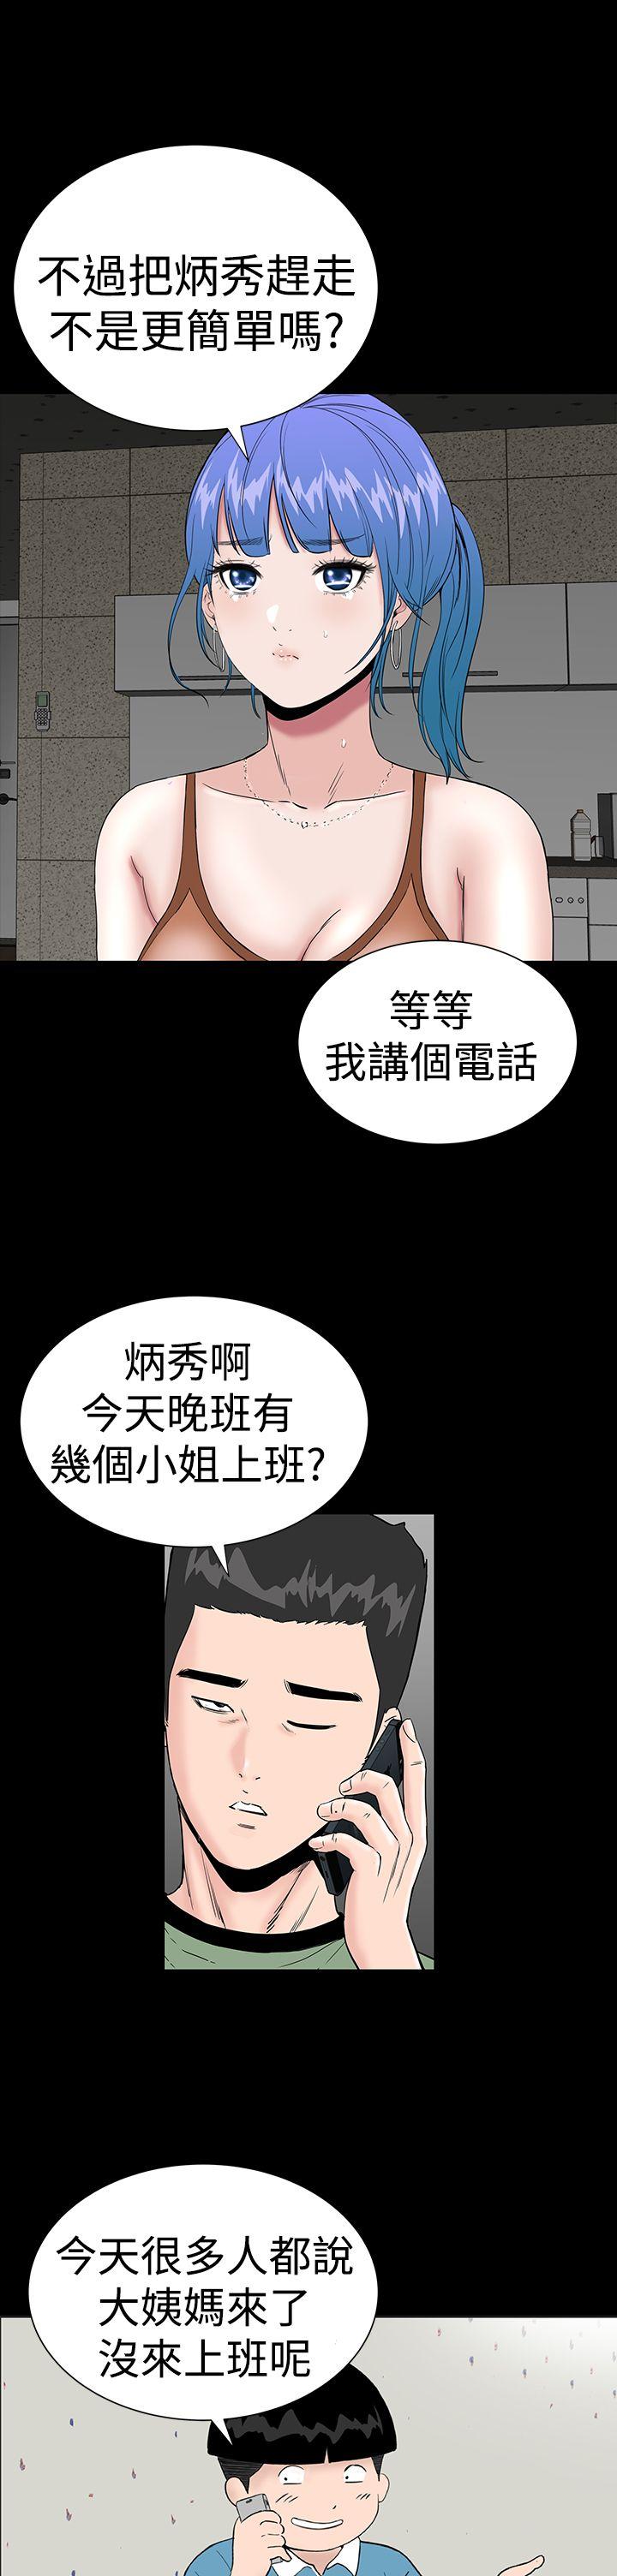 不過把炳秀趕走
不是更簡單嗎?
等等
我講個電話
炳秀啊
今天晚班有
幾個小姐上班?
今天很多人都說
大姨媽來了
沒來上班呢